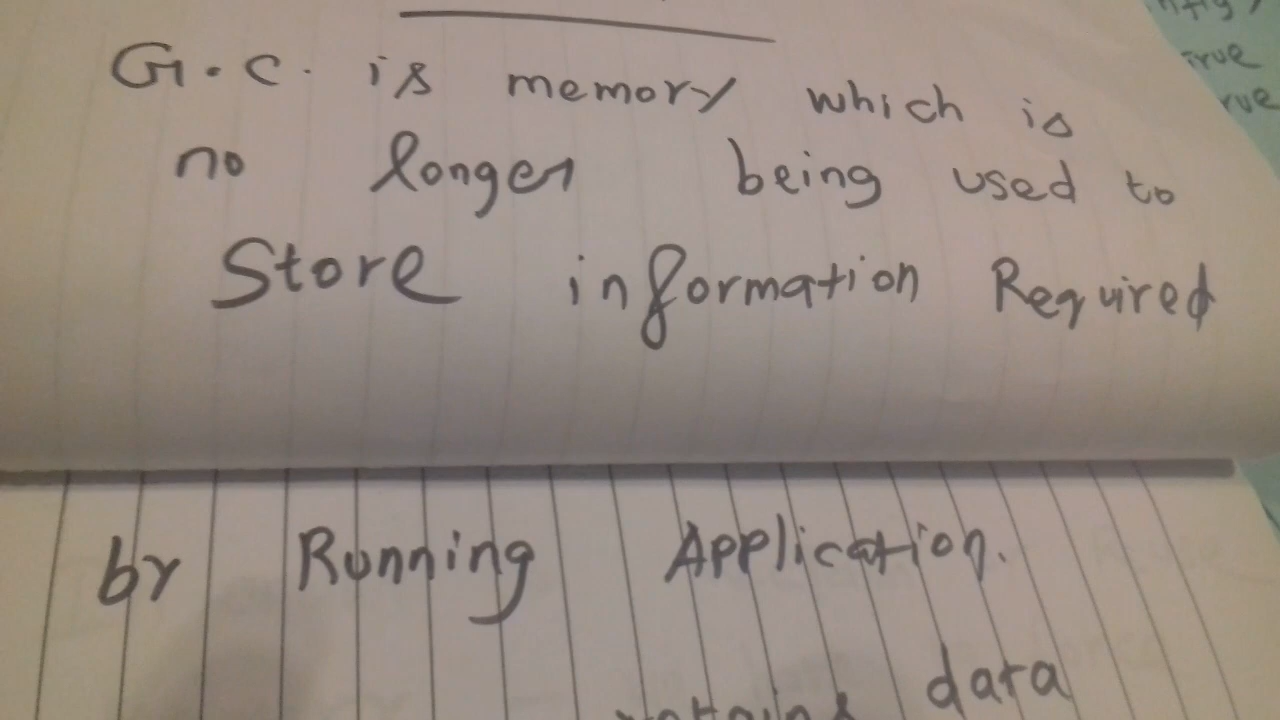 G.C. is memory which is
no longer being used to
Store information Required
by Running Application.
data